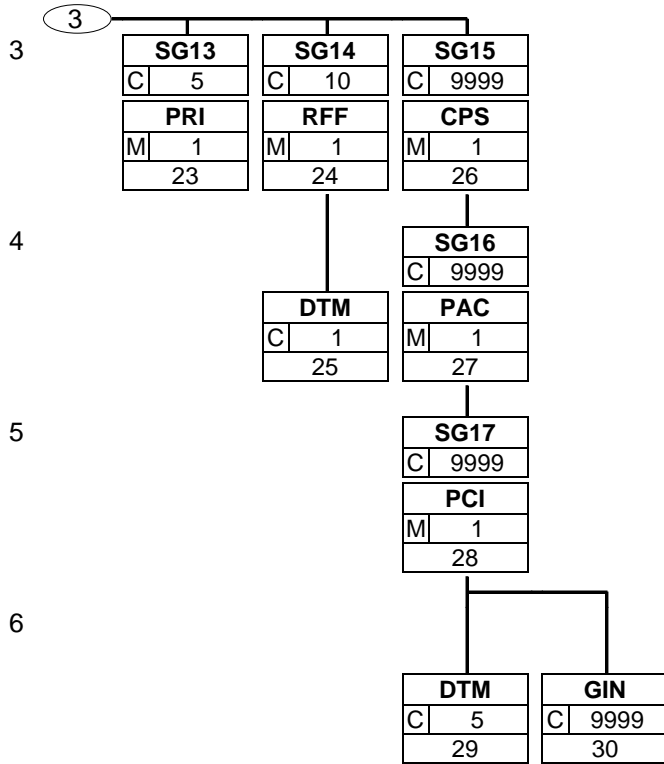 3
3
SG13 SG14 SG15
C 5 C 10 C 9999
PRI RFF CPS
M 1 M 1 M 1
23 24 26
4
SG16
C 9999
DTM PAC
C 1 M 1
25 27
5
SG17
C 9999
PCI
M 1
28
6
DTM GIN
C 5 C 9999
29 30